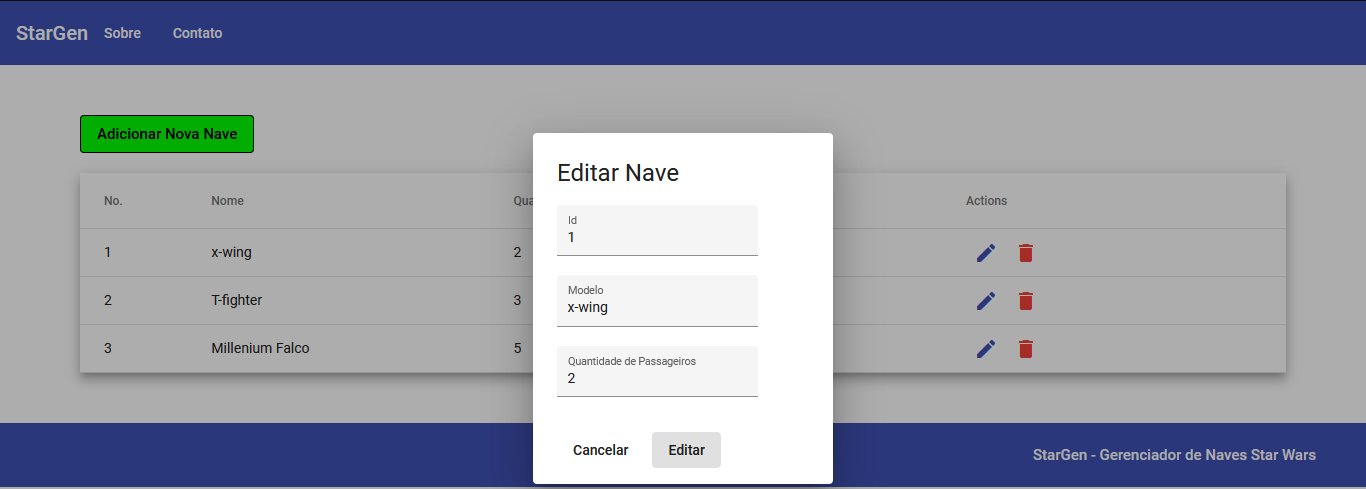 StarGen Sobre Contato
Adicionar Nova Nave
No. Nome Actions
1 x-wing 2
2 T-fighter 3
3 Millenium Falco 5
Editar Nave
Id
1
Modelo
x-wing
Quantidade de Passageiros
2
Cancelar Editar
StarGen - Gerenciador de Naves Star Wars